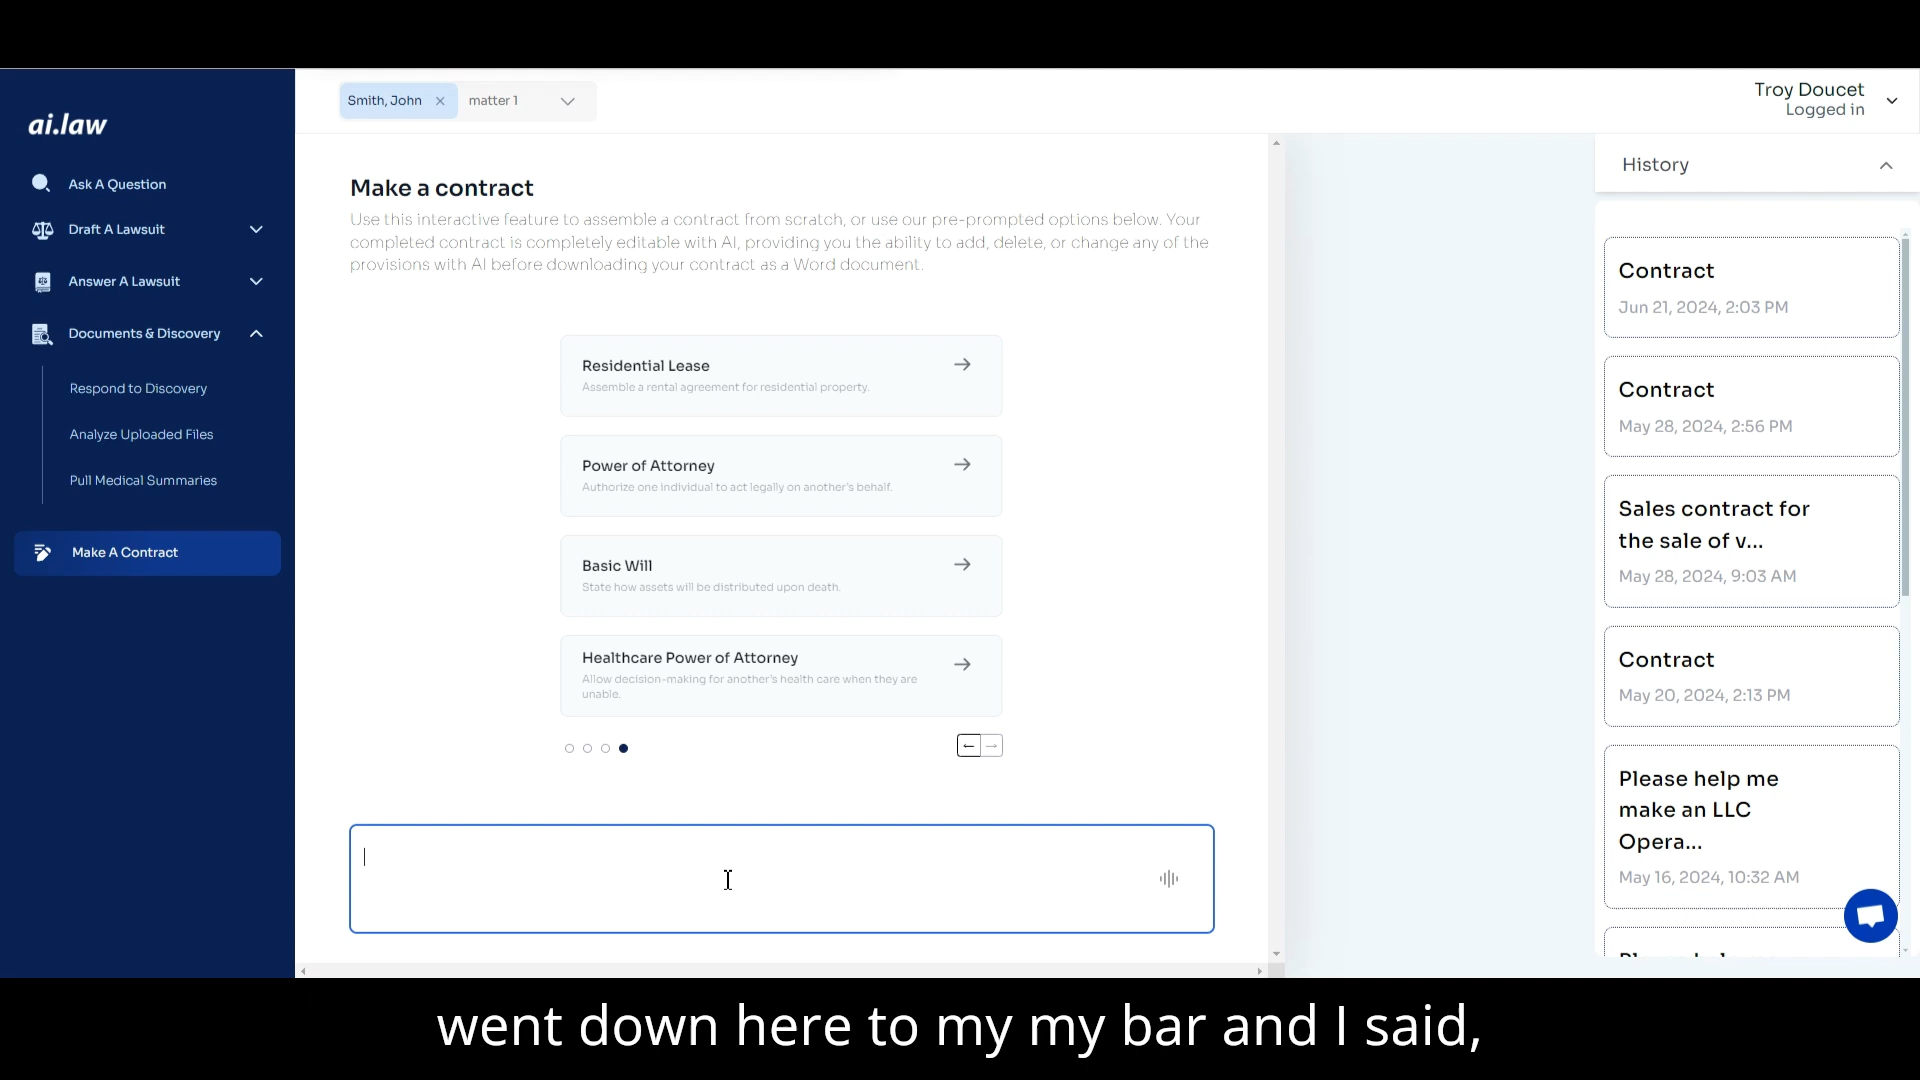 ai.law
Ask A Question
Draft A Lawsuit
Answer A Lawsuit
Documents & Discovery
Respond to Discovery
Analyze Uploaded Files
Pull Medical Summaries
Make A Contract
Smith, John × matter 1
Troy Doucet
Logged in
Make a contract
Use this interactive feature to assemble a contract from scratch, or use our pre-prompted options below. Your
completed contract is completely editable with AI, providing you the ability to add, delete, or change any of the
provisions with AI before downloading your contract as a Word document.
Residential Lease
Assemble a rental agreement for residential property.
Power of Attorney
Authorize one individual to act legally on another's behalf.
Basic Will
State how assets will be distributed upon death.
Healthcare Power of Attorney
Allow decision-making for another's health care when they are
unable.
History
Contract
Jun 21, 2024, 2:03 PM
Contract
May 28, 2024, 2:56 PM
Sales contract for
the sale of v...
May 28, 2024, 9:03 AM
Contract
May 20, 2024, 2:13 PM
Please help me
make an LLC
Opera...
May 16, 2024, 10:32 AM
went down here to my my bar and I said,